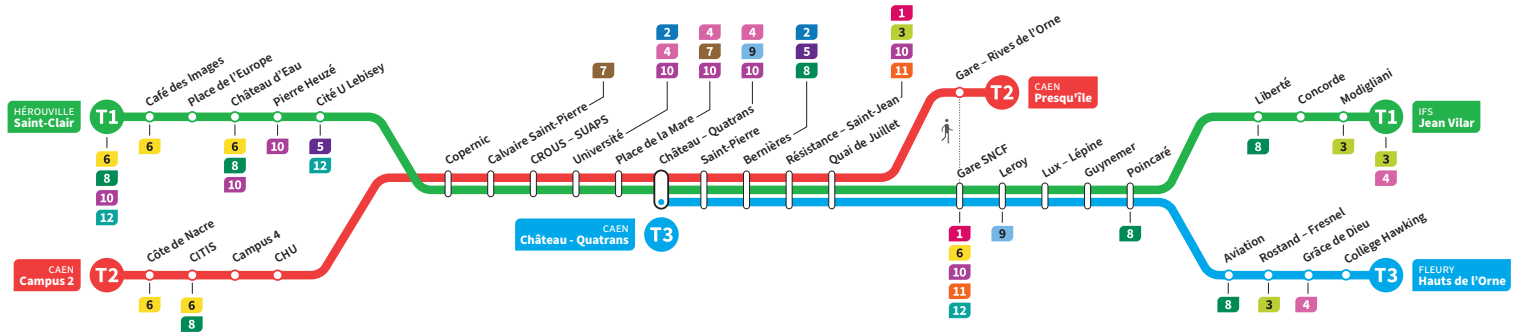 HÉROUVILLE
Saint-Clair
T1
6
8
10
12
Café des Images
6
Place de l'Europe
Château d'Eau
6
8
10
Pierre Heuzé
10
Cité U Lebisey
5
12
CAEN
Campus 2
T2
Côte de Nacre
6
CITIS
6
8
Campus 4
CHU
Copernic
Calvaire Saint-Pierre
7
CROUS – SUAPS
Université
2
4
10
Place de la Mare
4
7
10
Château – Quatrans
4
9
10
CAEN
Château - Quatrans
T3
Saint-Pierre
Bernières
2
5
8
Résistance – Saint-Jean
1
3
10
11
Quai de Juillet
Gare – Rives de l'Orne
T2
CAEN
Presqu'île
Gare SNCF
1
6
10
11
12
Leroy
9
Lux – Lépine
Guynemer
Poincaré
8
Liberté
8
Concorde
Modigliani
3
T1
IFS
Jean Vilar
3
4
Aviation
8
Rostand – Fresnel
3
Grâce de Dieu
4
Collège Hawking
T3
FLEURY
Hauts de l'Orne